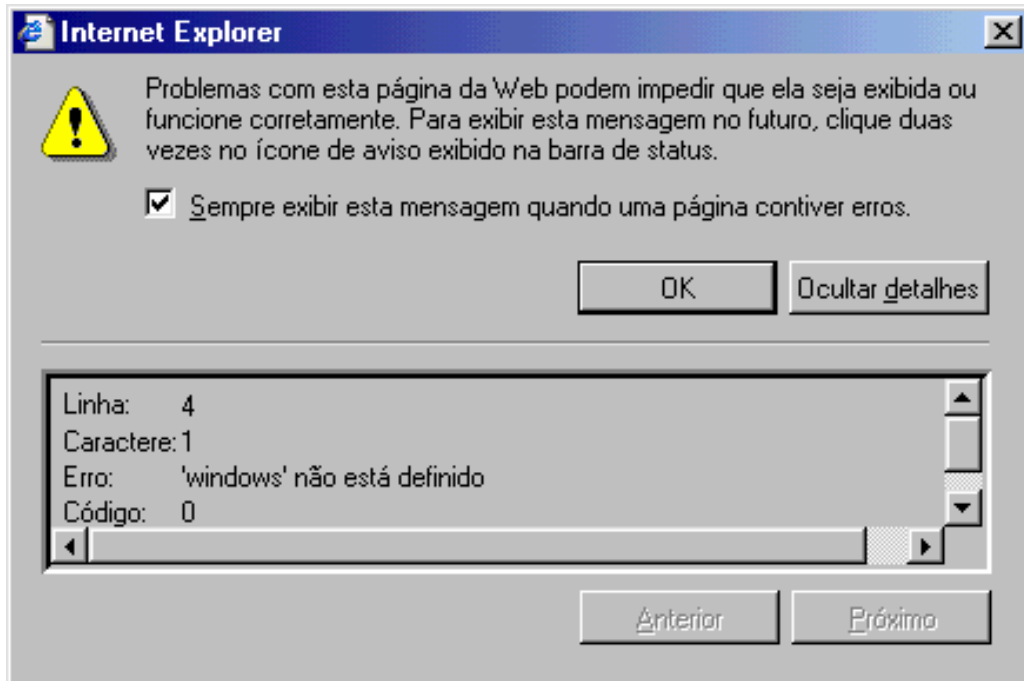 Internet Explorer
Problemas com esta página da Web podem impedir que ela seja exibida ou
funcione corretamente. Para exibir esta mensagem no futuro, clique duas
vezes no ícone de aviso exibido na barra de status.
Sempre exibir esta mensagem quando uma página contiver erros.
OK
Ocultar detalhes
Linha: 4
Caractere: 1
Erro: 'windows' não está definido
Código: 0
Anterior
Próximo